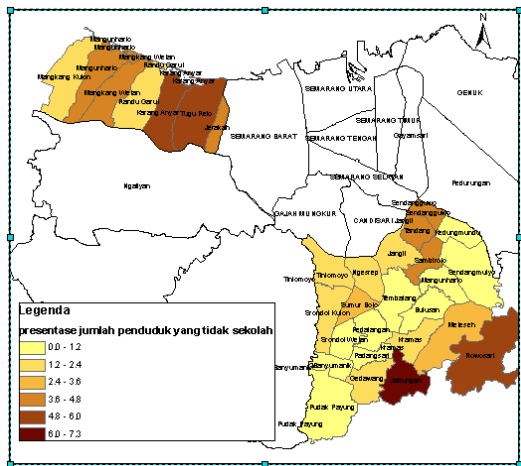 N
Mangunharjo
Mangunharjo
Mangkang Wetan
Randu Garut
Karang Anyar
Karang Anyar
Mangunharjo
Mangkang Kulon
Mangkang Wetan
Randu Garut
Karang Anyar
Tugu Rejo
Jerakah
SEMARANG UTARA
GENUK
SEMARANG TIMUR
SEMARANG BARAT
SEMARANG TENGAH
Gayamsari
SEMARANG SELATAN
Ngaliyan
Pedurungan
GAJAH MUNGKUR
CANDISARI
Jangli
Sendangguwo
Sendangguwo
Tandang
Kedungmundu
Jangli
Sambiroto
Tinjomoyo
Tinjomoyo
Ngesrep
Mangunharjo
Sendangmulyo
Tembalang
Sumur Boto
Bulusan
Srondol Kulon
Meteseh
Pedalangan
Srondol Wetan
Kramas
Kramas
Padangsari
Rowosari
Banyumanik
Banyumanik
Gedawang
Jabungan
Pudak Payung
Pudak Payung
Legenda
presentase jumlah penduduk yang tidak sekolah
0.0 - 1.2
1.2 - 2.4
2.4 - 3.6
3.6 - 4.8
4.8 - 6.0
6.0 - 7.3